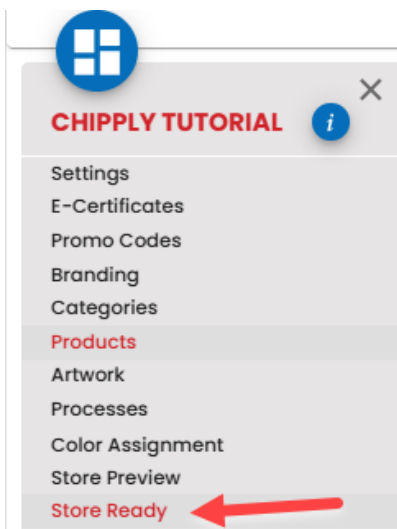 CHIPPLY TUTORIAL i
Settings
E-Certificates
Promo Codes
Branding
Categories
Products
Artwork
Processes
Color Assignment
Store Preview
Store Ready